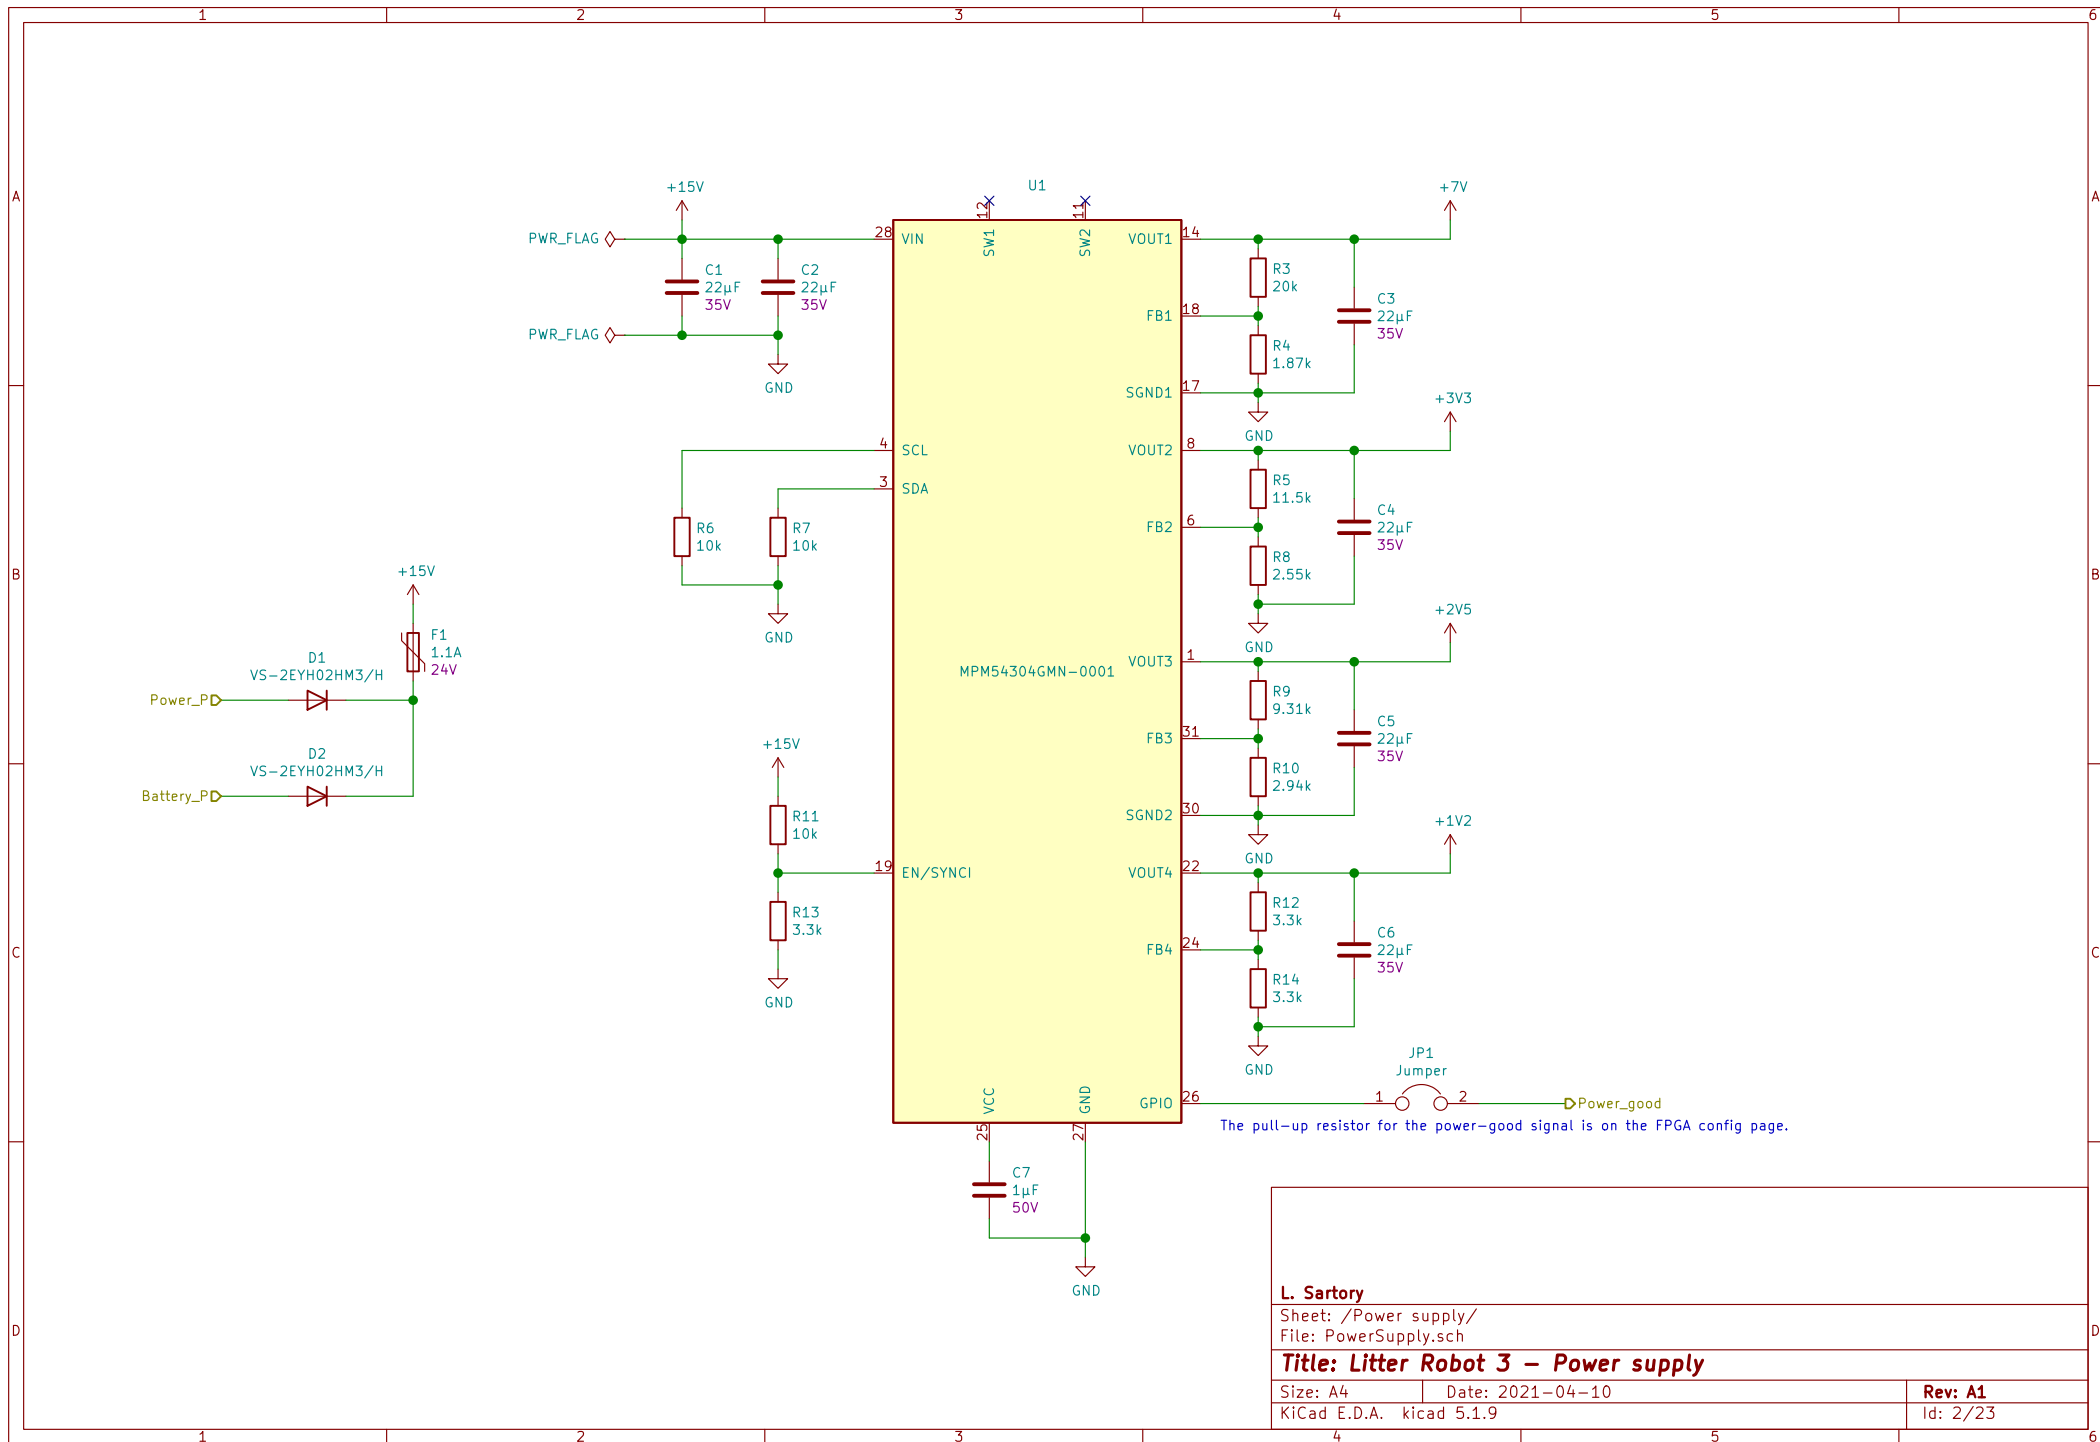 1 2 3 4 5 6
A A
B B
C C
D D
1 2 3 4 5 6
+15V
PWR_FLAG
C1
22µF
35V
C2
22µF
35V
PWR_FLAG
GND
R6
10k
R7
10k
GND
+15V
F1
1.1A
24V
D1
VS-2EYH02HM3/H
Power_P
D2
VS-2EYH02HM3/H
Battery_P
+15V
R11
10k
R13
3.3k
GND
U1
12 11
SW1 SW2
28 VIN
4 SCL
3 SDA
19 EN/SYNCI
MPM54304GMN-0001
VOUT1 14
FB1 18
SGND1 17
VOUT2 8
FB2 6
VOUT3 1
FB3 31
SGND2 30
VOUT4 22
FB4 24
GPIO 26
VCC GND
25 27
C7
1µF
50V
GND
+7V
R3
20k
R4
1.87k
C3
22µF
35V
GND
+3V3
R5
11.5k
R8
2.55k
C4
22µF
35V
GND
+2V5
R9
9.31k
R10
2.94k
C5
22µF
35V
GND
+1V2
R12
3.3k
R14
3.3k
C6
22µF
35V
GND
JP1
Jumper
1 2
Power_good
The pull-up resistor for the power-good signal is on the FPGA config page.
L. Sartory
Sheet: /Power supply/
File: PowerSupply.sch
Title: Litter Robot 3 – Power supply
Size: A4 Date: 2021-04-10 Rev: A1
KiCad E.D.A. kicad 5.1.9 Id: 2/23